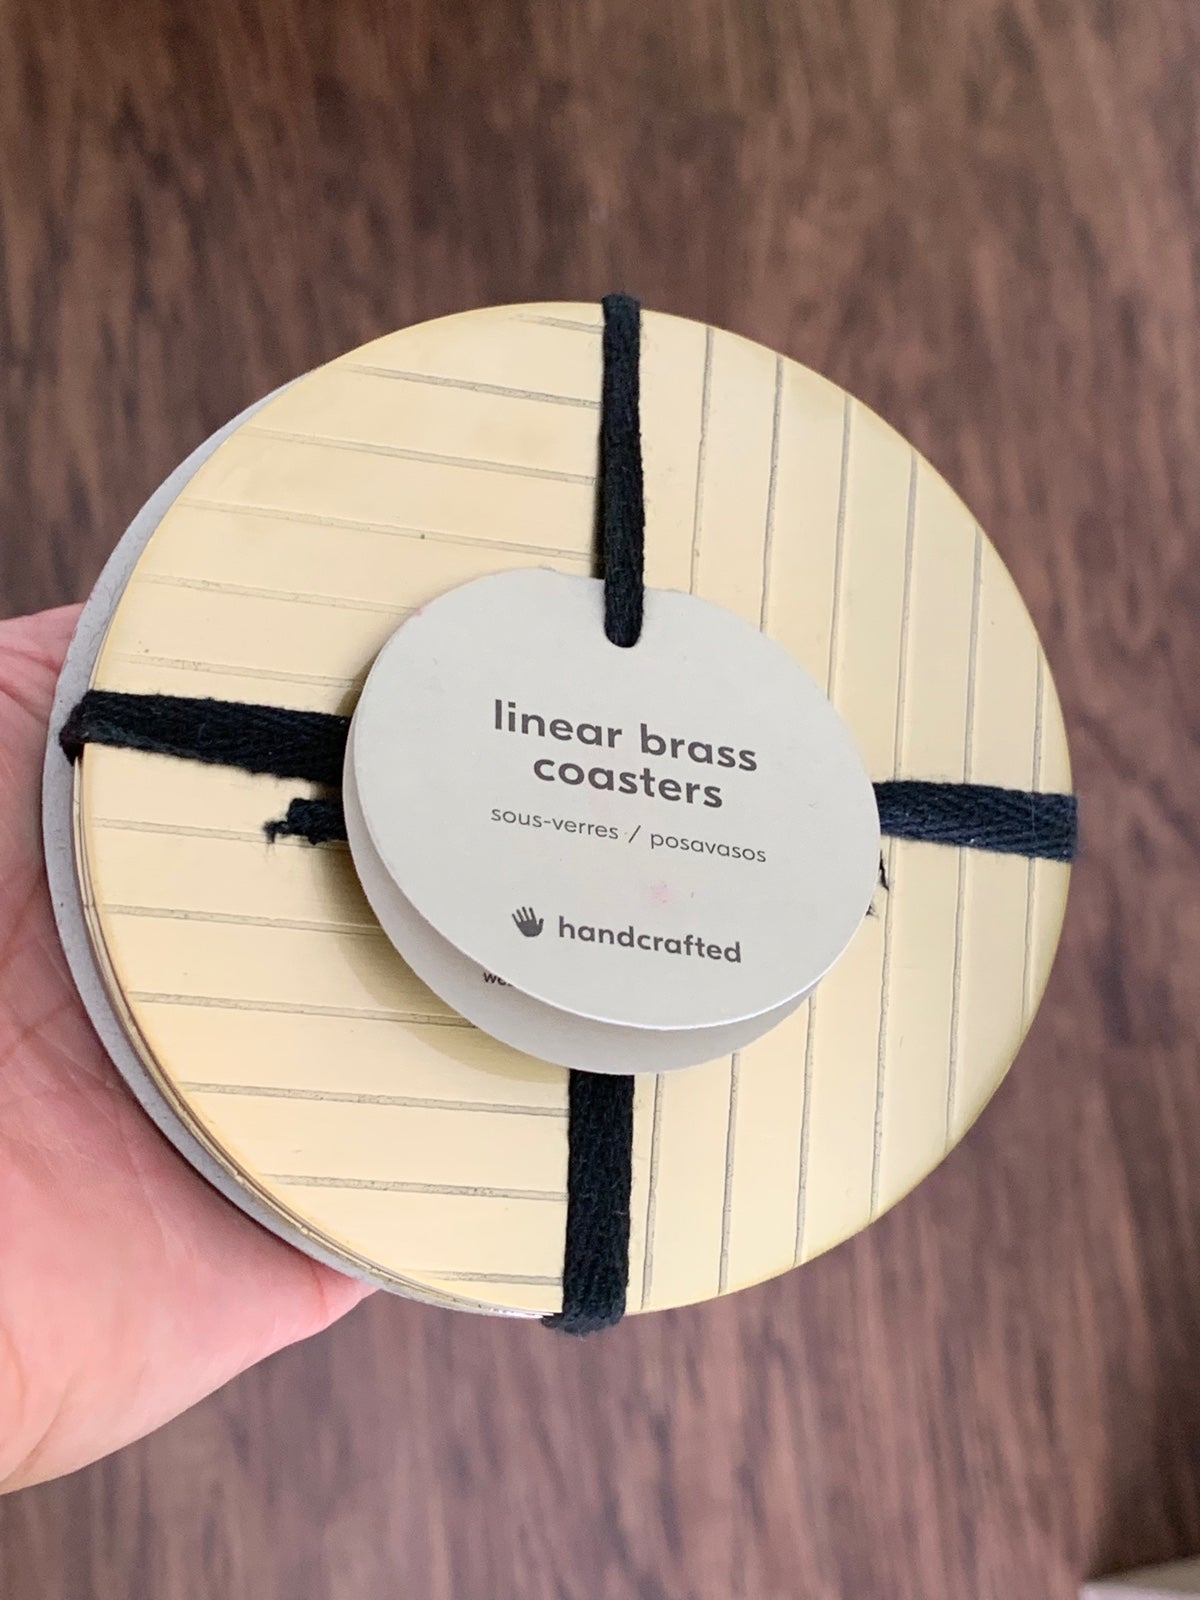 linear brass
coasters
sous-verres / posavasos
handcrafted